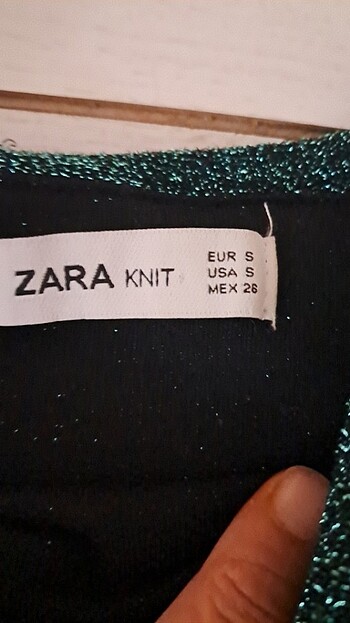 ZARA KNIT
EUR S
USA S
MEX 26